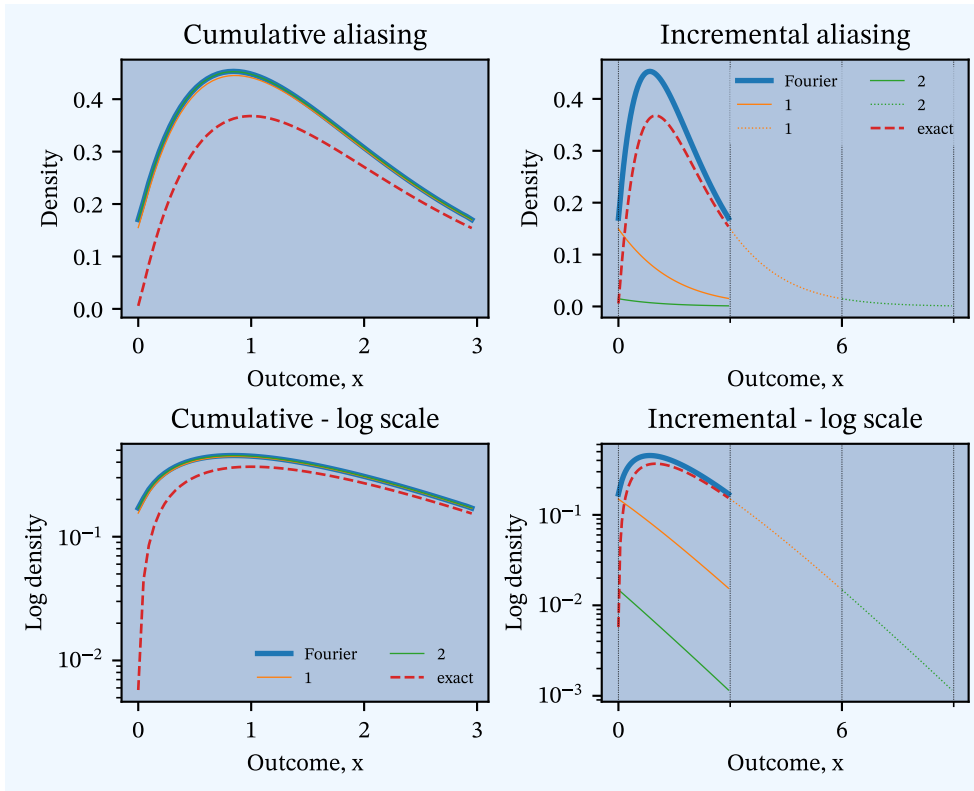 Cumulative aliasing
Density
0.4
0.3
0.2
0.1
0.0
0 1 2 3
Outcome, x
Incremental aliasing
Density
0.4
0.3
0.2
0.1
0.0
Fourier 2
1 2
1 exact
0 6
Outcome, x
Cumulative - log scale
Log density
10⁻¹
10⁻²
Fourier 2
1 exact
0 1 2 3
Outcome, x
Incremental - log scale
Log density
10⁻¹
10⁻²
10⁻³
0 6
Outcome, x